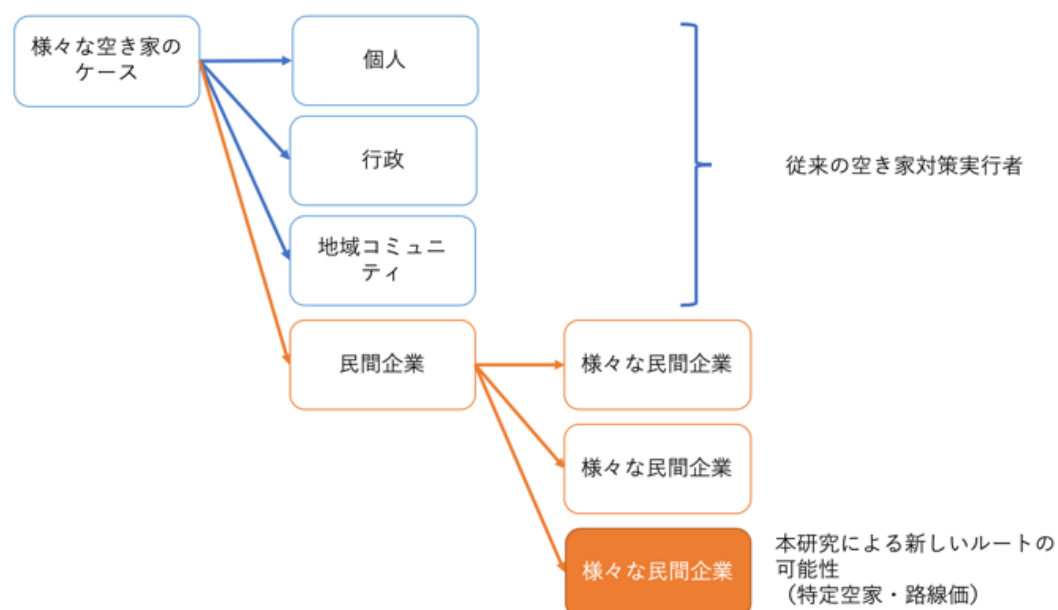 様々な空き家の
ケース
個人
行政
地域コミュニ
ティ
従来の空き家対策実行者
民間企業
様々な民間企業
様々な民間企業
様々な民間企業
本研究による新しいルートの
可能性
（特定空家・路線価）